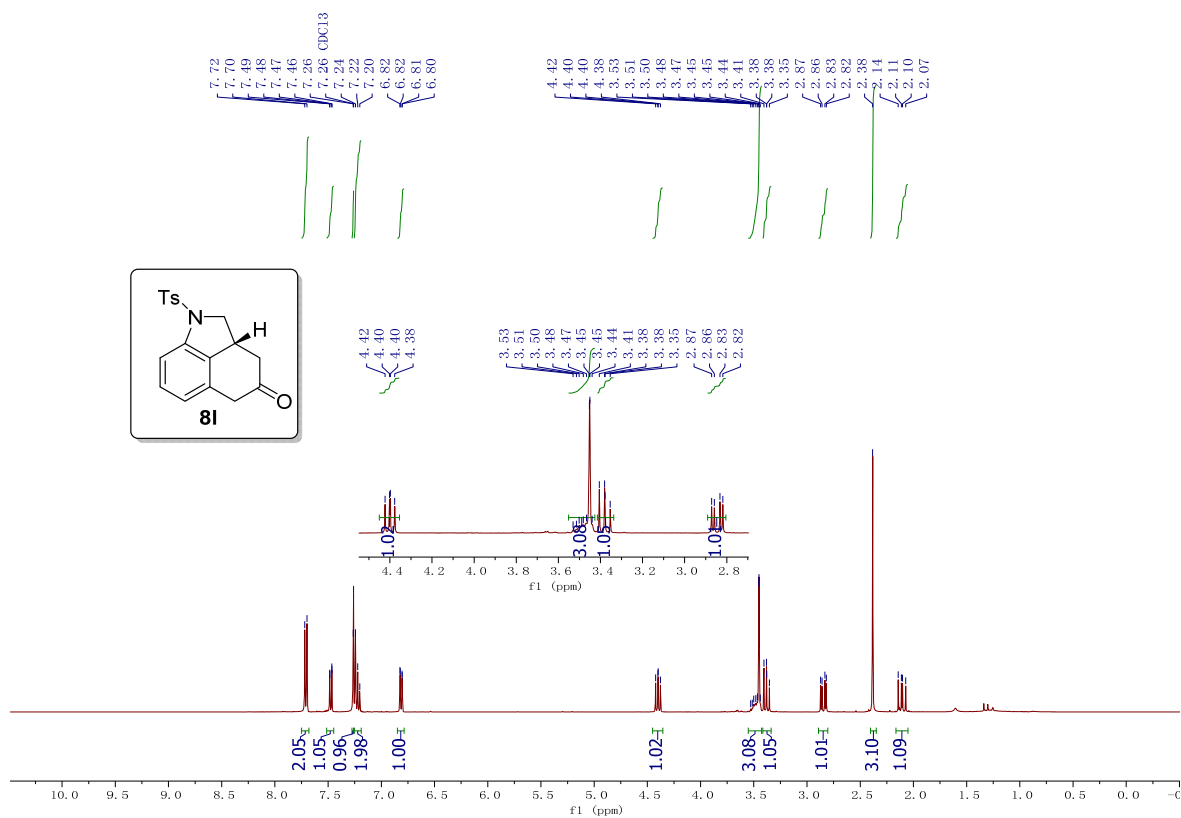 7.72 7.70 7.49 7.48 7.47 7.46 7.26 7.26 CDCl3 7.24 7.22 7.20 6.82 6.82 6.81 6.80
4.42 4.40 4.40 4.38 3.53 3.51 3.50 3.48 3.47 3.45 3.45 3.44 3.41 3.38 3.38 3.35 2.87 2.86 2.83 2.82 2.38 2.14 2.11 2.10 2.07
Ts
N
H
O
8l
4.42 4.40 4.40 4.38
3.53 3.51 3.50 3.48 3.47 3.45 3.45 3.44 3.41 3.38 3.38 3.35
2.87 2.86 2.83 2.82
1.02 3.08 1.05 1.01
4.4 4.2 4.0 3.8 3.6 3.4 3.2 3.0 2.8
f1 (ppm)
2.05 1.05 0.96 1.98 1.00 1.02 3.08 1.05 1.01 3.10 1.09
10.0 9.5 9.0 8.5 8.0 7.5 7.0 6.5 6.0 5.5 5.0 4.5 4.0 3.5 3.0 2.5 2.0 1.5 1.0 0.5 0.0
f1 (ppm)